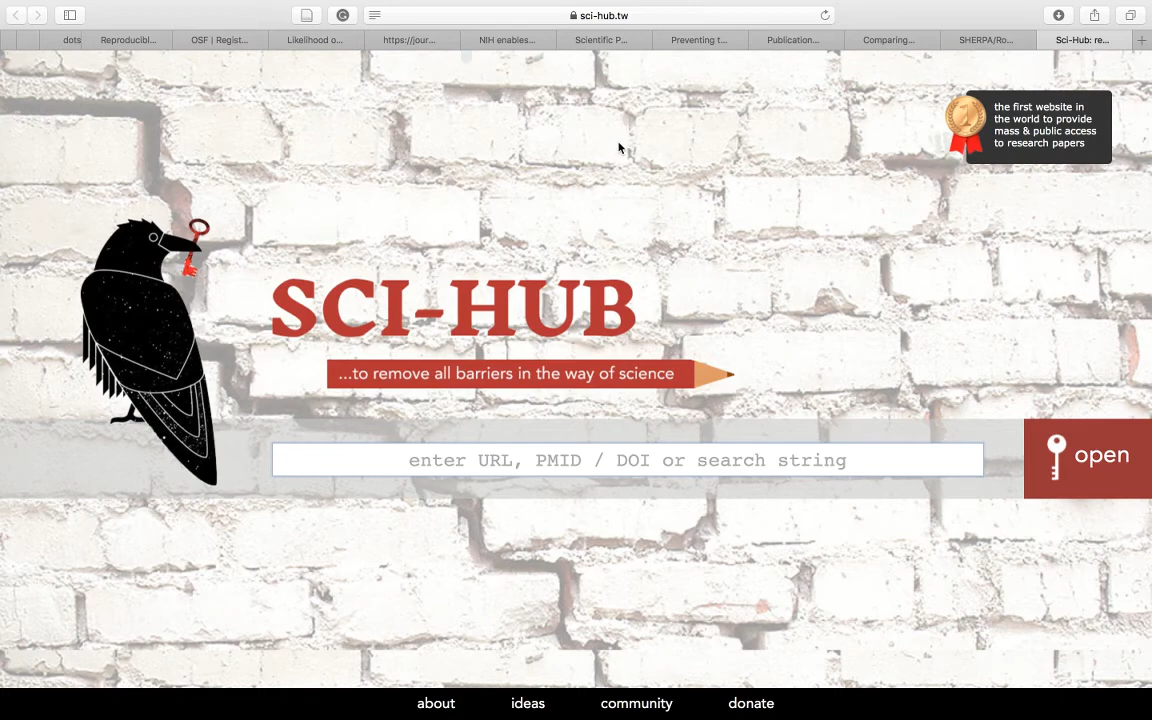 sci-hub.tw
dots
Reproducibl...
OSF | Regist...
Likelihood o...
https://jour...
NIH enables...
Scientific P...
Preventing t...
Publication...
Comparing...
SHERPA/Ro...
Sci-Hub: re...
the first website in
the world to provide
mass & public access
to research papers
1
SCI-HUB
...to remove all barriers in the way of science
enter URL, PMID / DOI or search string
open
about
ideas
community
donate